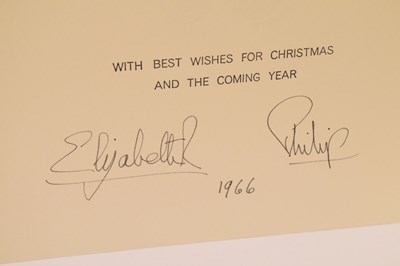 WITH BEST WISHES FOR CHRISTMAS
AND THE COMING YEAR
Elizabeth R Philip
1966